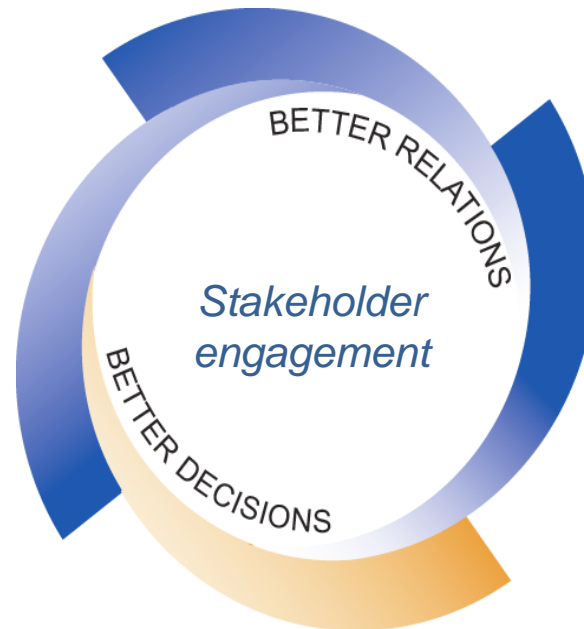 BETTER RELATIONS
Stakeholder
engagement
BETTER DECISIONS